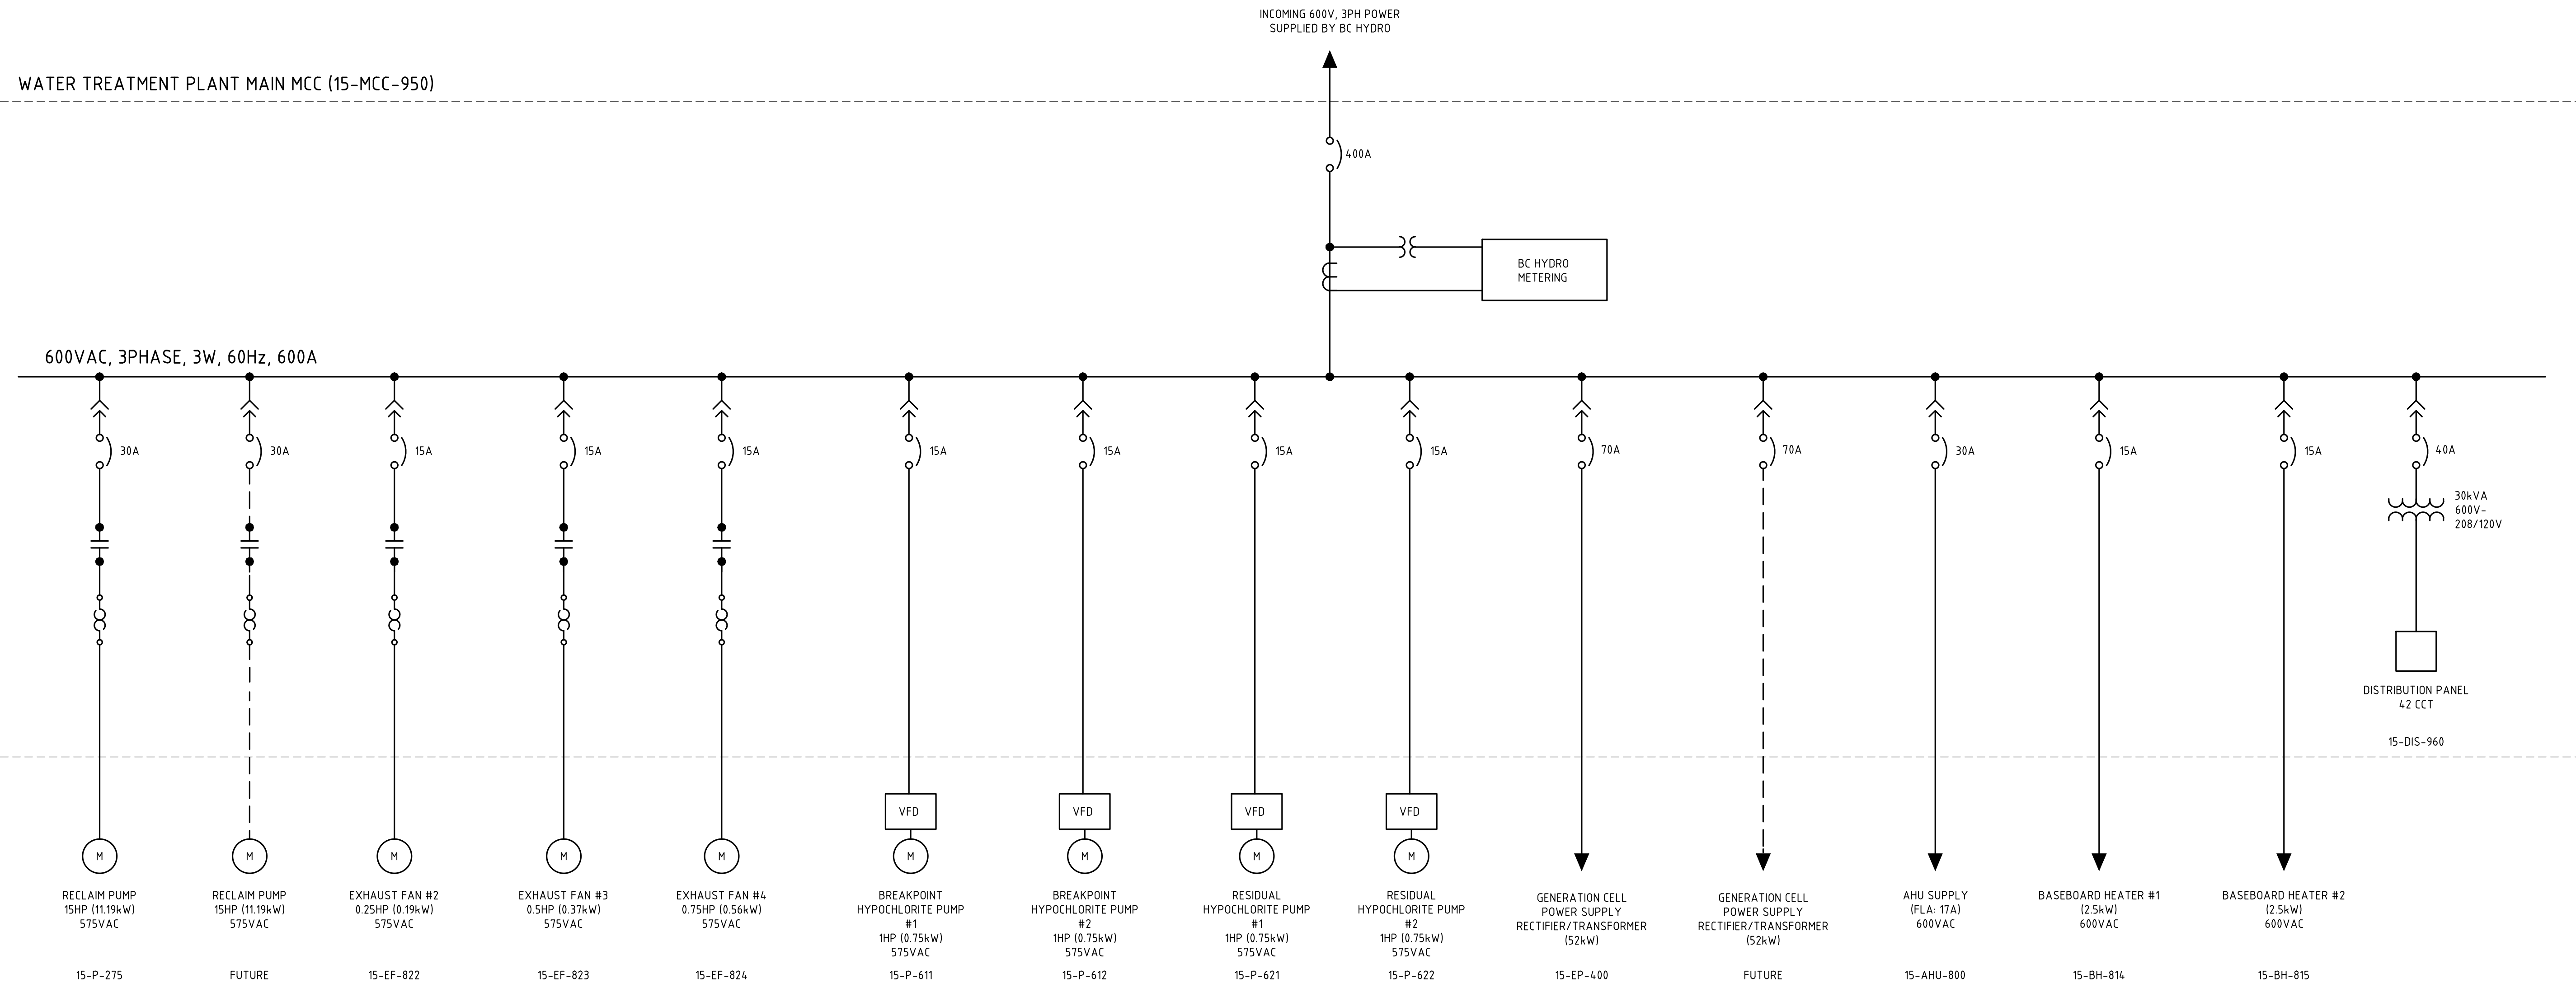 INCOMING 600V, 3PH POWER
SUPPLIED BY BC HYDRO
WATER TREATMENT PLANT MAIN MCC (15-MCC-950)
400A
BC HYDRO
METERING
600VAC, 3PHASE, 3W, 60Hz, 600A
30A
30A
15A
15A
15A
15A
15A
15A
15A
70A
70A
30A
15A
15A
40A
30kVA
600V-
208/120V
DISTRIBUTION PANEL
42 CCT
15-DIS-960
VFD
VFD
VFD
VFD
M
M
M
M
M
M
M
M
M
RECLAIM PUMP
15HP (11.19kW)
575VAC
15-P-275
RECLAIM PUMP
15HP (11.19kW)
575VAC
FUTURE
EXHAUST FAN #2
0.25HP (0.19kW)
575VAC
15-EF-822
EXHAUST FAN #3
0.5HP (0.37kW)
575VAC
15-EF-823
EXHAUST FAN #4
0.75HP (0.56kW)
575VAC
15-EF-824
BREAKPOINT
HYPOCHLORITE PUMP
#1
1HP (0.75kW)
575VAC
15-P-611
BREAKPOINT
HYPOCHLORITE PUMP
#2
1HP (0.75kW)
575VAC
15-P-612
RESIDUAL
HYPOCHLORITE PUMP
#1
1HP (0.75kW)
575VAC
15-P-621
RESIDUAL
HYPOCHLORITE PUMP
#2
1HP (0.75kW)
575VAC
15-P-622
GENERATION CELL
POWER SUPPLY
RECTIFIER/TRANSFORMER
(52kW)
15-EP-400
GENERATION CELL
POWER SUPPLY
RECTIFIER/TRANSFORMER
(52kW)
FUTURE
AHU SUPPLY
(FLA: 17A)
600VAC
15-AHU-800
BASEBOARD HEATER #1
(2.5kW)
600VAC
15-BH-814
BASEBOARD HEATER #2
(2.5kW)
600VAC
15-BH-815